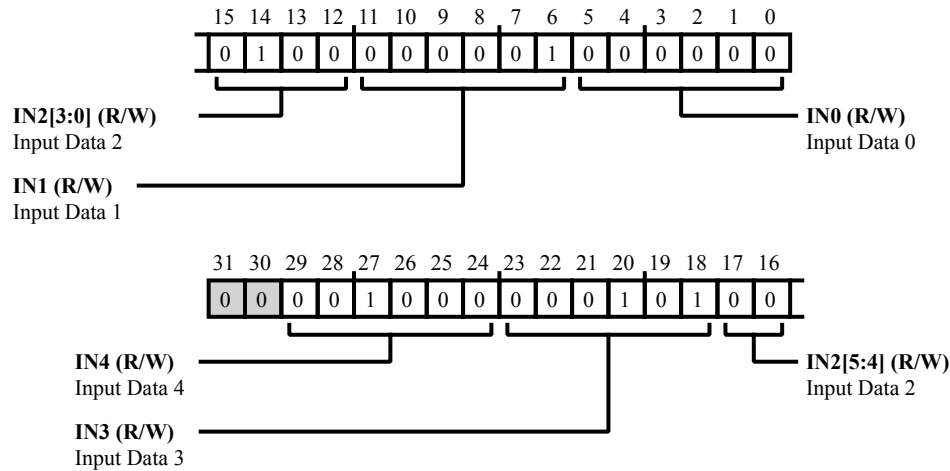 15 14 13 12 11 10 9 8 7 6 5 4 3 2 1 0
0 1 0 0 0 0 0 0 0 1 0 0 0 0 0 0
IN2[3:0] (R/W)
Input Data 2
IN0 (R/W)
Input Data 0
IN1 (R/W)
Input Data 1
31 30 29 28 27 26 25 24 23 22 21 20 19 18 17 16
0 0 0 0 1 0 0 0 0 0 0 1 0 1 0 0
IN4 (R/W)
Input Data 4
IN2[5:4] (R/W)
Input Data 2
IN3 (R/W)
Input Data 3